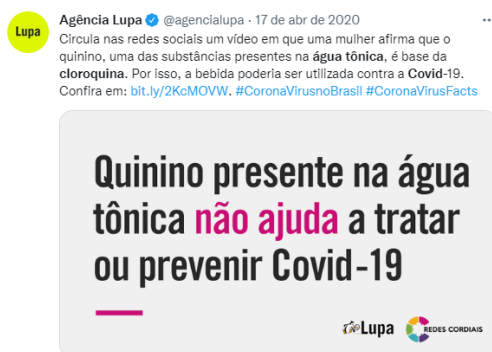 Lupa
Agência Lupa @agencialupa · 17 de abr de 2020
Circula nas redes sociais um vídeo em que uma mulher afirma que o
quinino, uma das substâncias presentes na água tônica, é base da
cloroquina. Por isso, a bebida poderia ser utilizada contra a Covid-19.
Confira em: bit.ly/2KcMOVW. #CoronaVirusnoBrasil #CoronaVirusFacts
Quinino presente na água
tônica não ajuda a tratar
ou prevenir Covid-19
Lupa REDES CORDIAIS